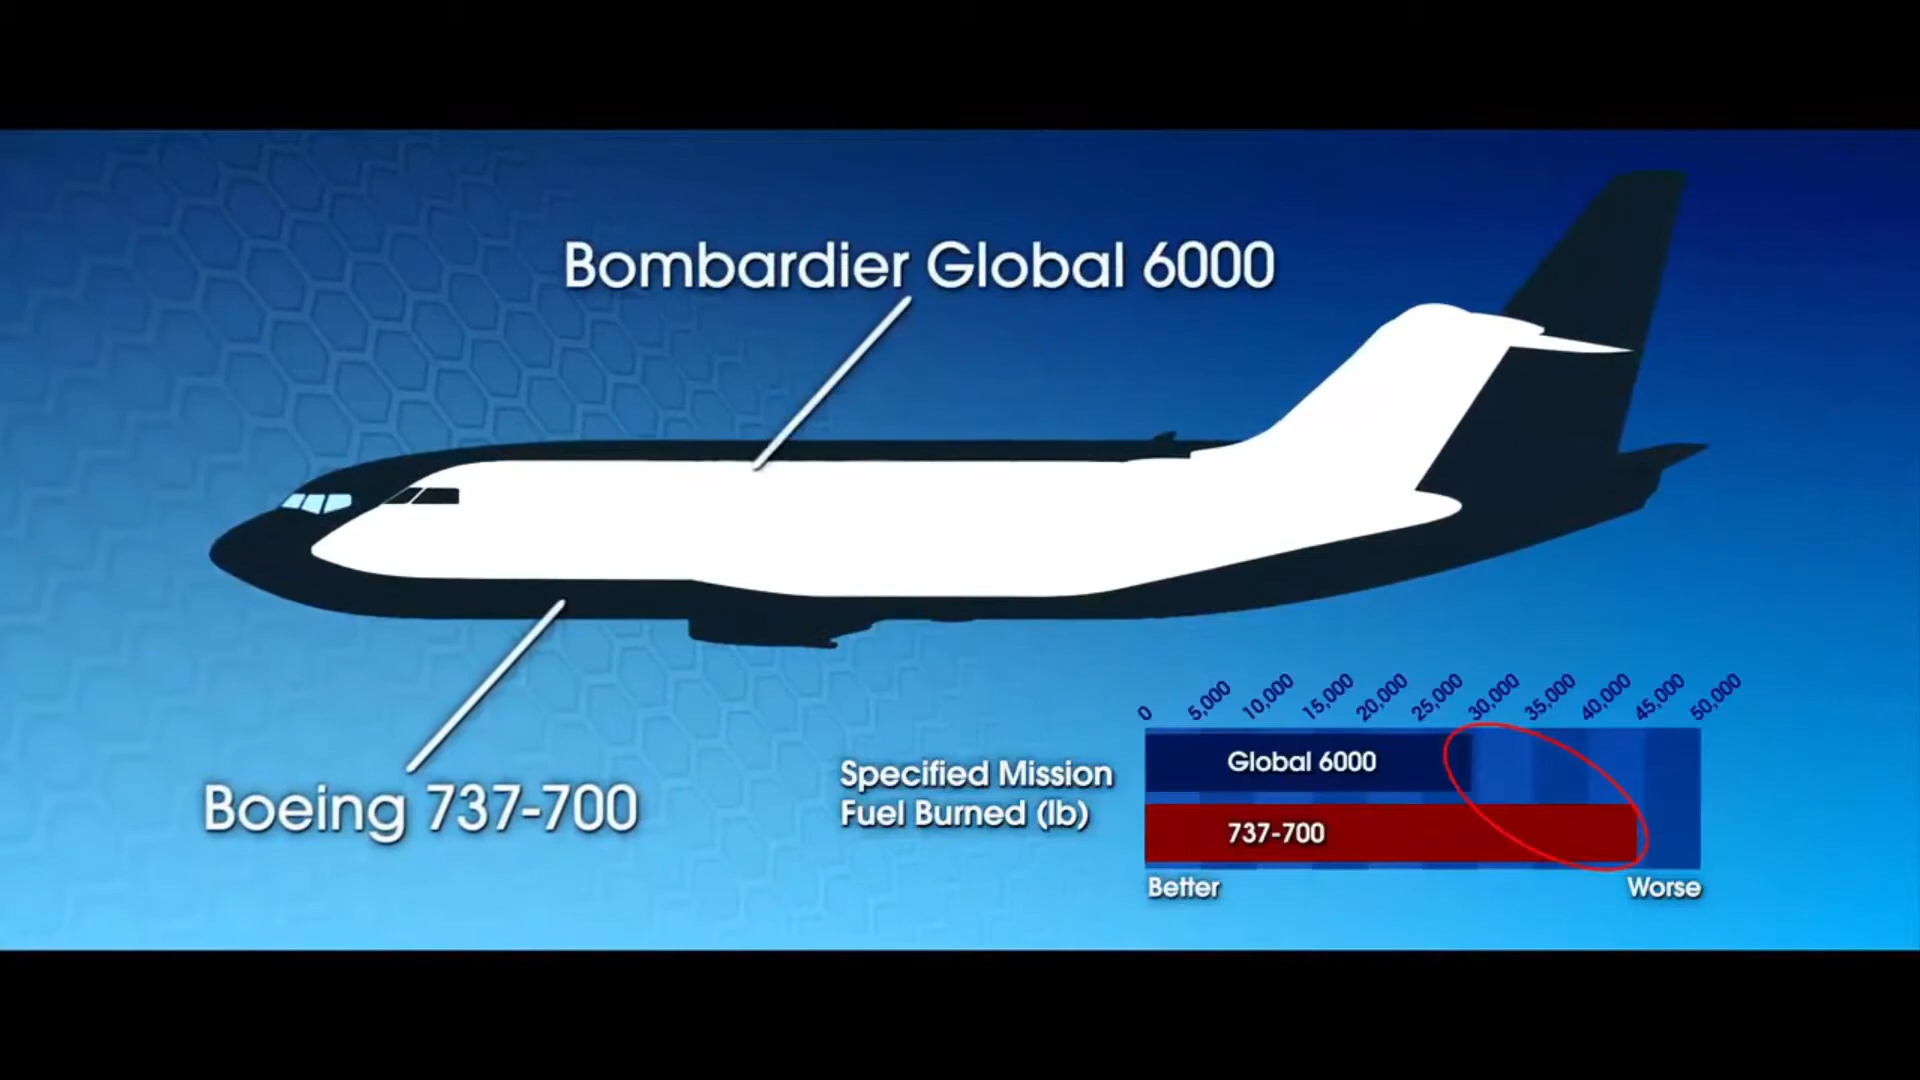 Bombardier Global 6000
Boeing 737-700
Specified Mission
Fuel Burned (lb)
0 5,000 10,000 15,000 20,000 25,000 30,000 35,000 40,000 45,000 50,000
Global 6000
737-700
Better Worse